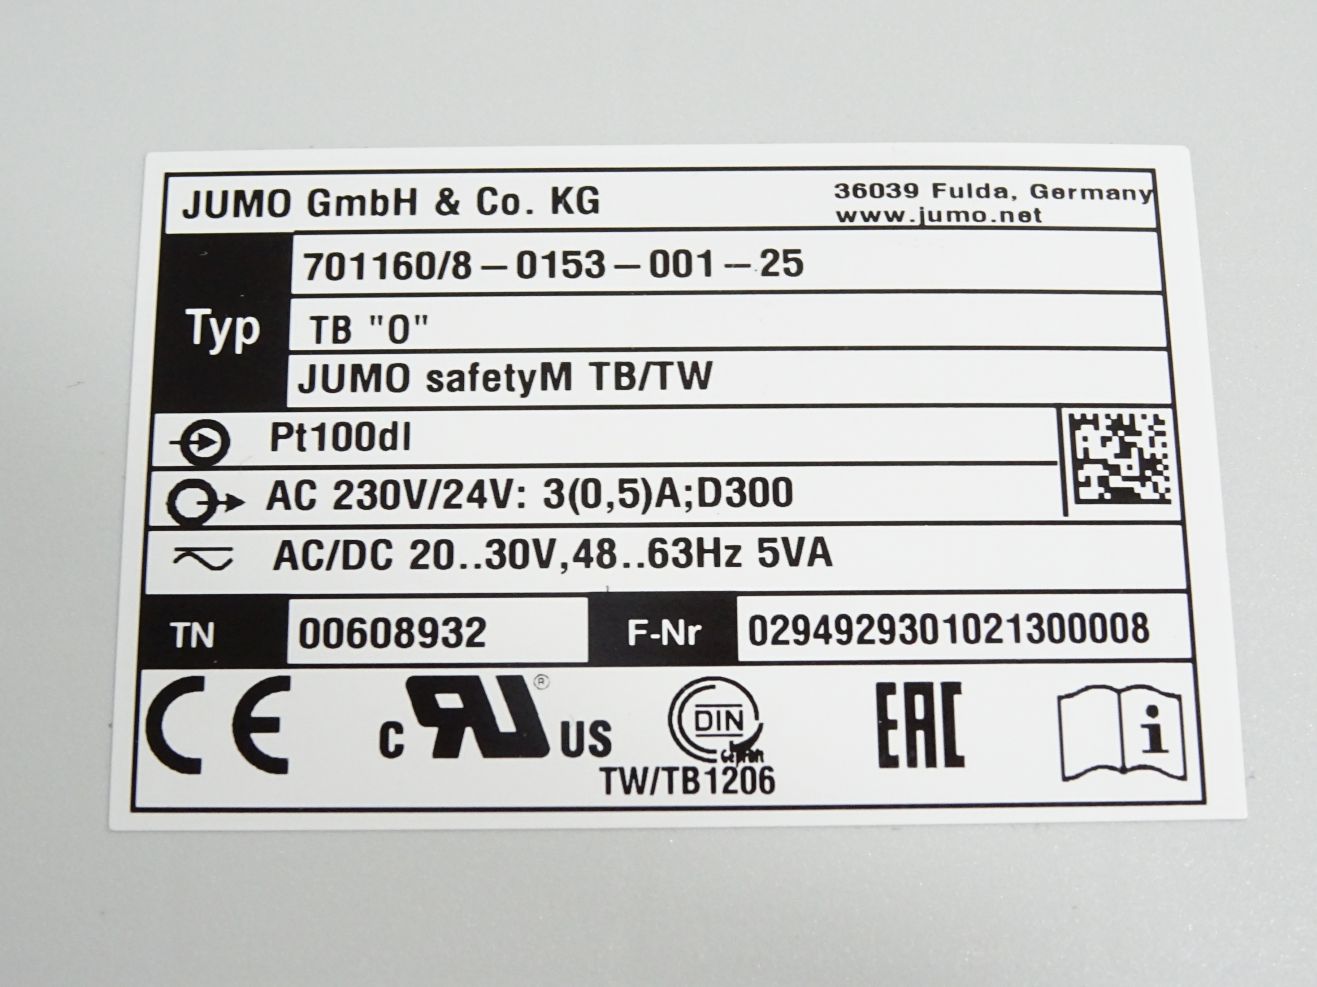 JUMO GmbH & Co. KG
36039 Fulda, Germany
www.jumo.net
Typ
701160/8 – 0153 – 001 – 25
TB "0"
JUMO safetyM TB/TW
Pt100dl
AC 230V/24V: 3(0,5)A;D300
AC/DC 20..30V,48..63Hz 5VA
TN 00608932 F-Nr 0294929301021300008
CE c RU ® US DIN Geprüft EAC i
TW/TB1206